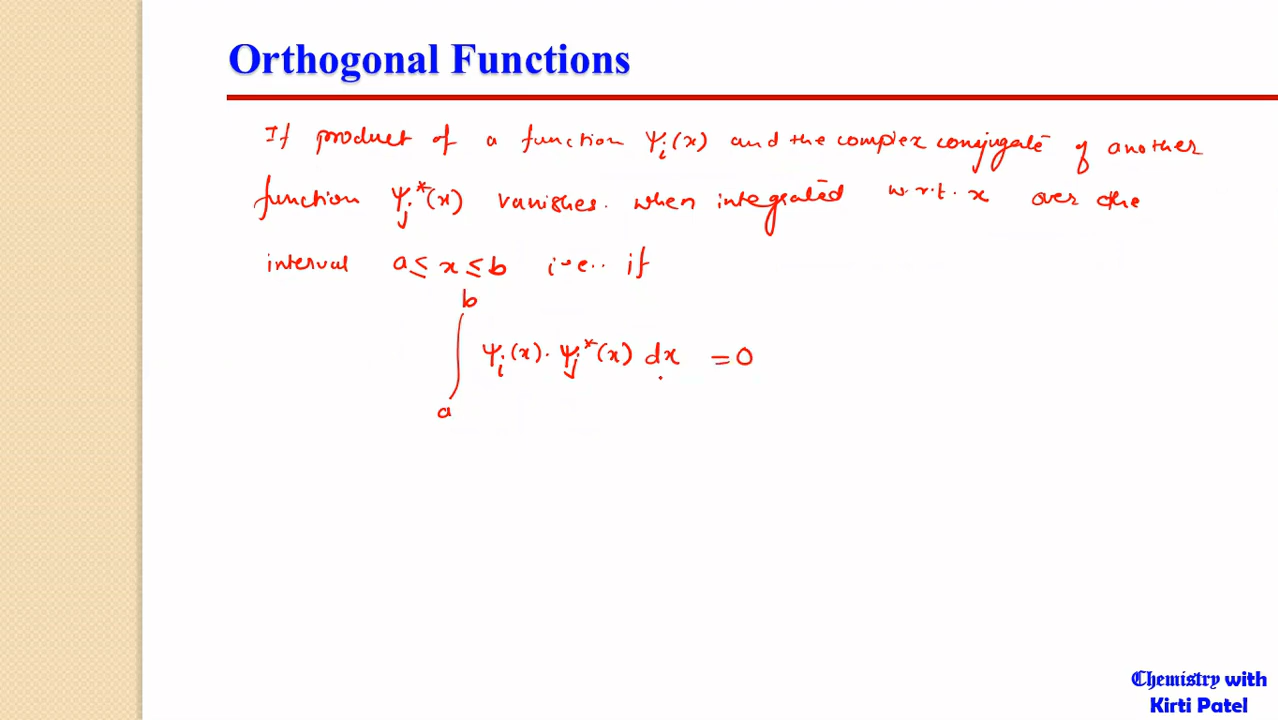 Orthogonal Functions
If product of a function ψi(x) and the complex conjugate of another
function ψj*(x) vanishes. when integrated w.r.t. x over the
interval a ≤ x ≤ b i.e.. if
b
∫ ψi(x). ψj*(x) dx = 0
a
Chemistry with
Kirti Patel